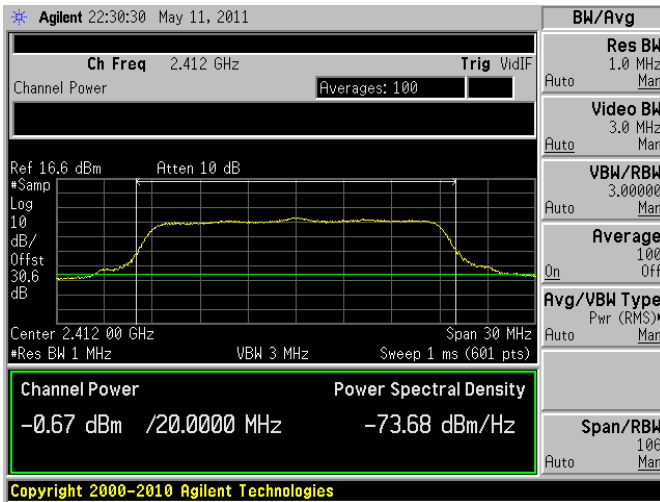 Agilent 22:30:30 May 11, 2011
BW/Avg
Ch Freq 2.412 GHz Trig VidIF
Channel Power Averages: 100
Ref 16.6 dBm Atten 10 dB
#Samp
Log
10
dB/
Offst
30.6
dB
Center 2.412 00 GHz Span 30 MHz
#Res BW 1 MHz VBW 3 MHz Sweep 1 ms (601 pts)
Channel Power Power Spectral Density
-0.67 dBm /20.0000 MHz -73.68 dBm/Hz
Copyright 2000-2010 Agilent Technologies
Res BW
1.0 MHz
Auto Man
Video BW
3.0 MHz
Auto Man
VBW/RBW
3.00000
Auto Man
Average
100
On Off
Avg/VBW Type
Pwr (RMS)
Auto Man
Span/RBW
106
Auto Man